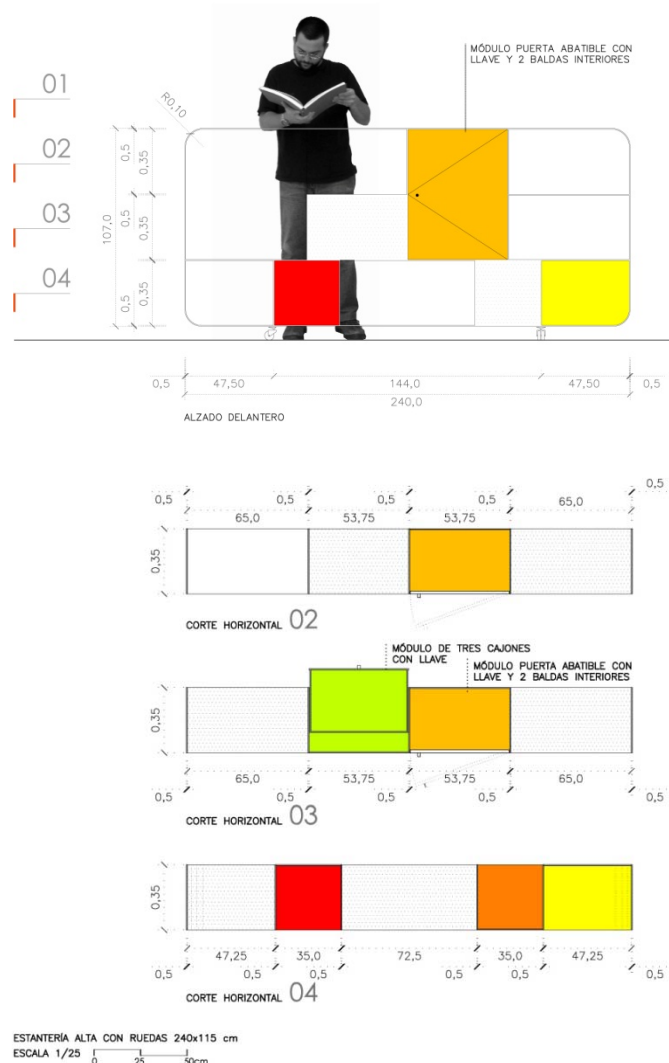 MÓDULO PUERTA ABATIBLE CON
LLAVE Y 2 BALDAS INTERIORES
01
02
03
04
R0,10
107,0
0,5
0,35
0,5
0,35
0,5
0,35
0,5 47,50 144,0 47,50 0,5
240,0
ALZADO DELANTERO
0,5 0,5 0,5 0,5 0,5
65,0 53,75 53,75 65,0
0,35
CORTE HORIZONTAL 02
MÓDULO DE TRES CAJONES
CON LLAVE
MÓDULO PUERTA ABATIBLE CON
LLAVE Y 2 BALDAS INTERIORES
0,35
65,0 53,75 53,75 65,0
0,5 0,5 0,5 0,5
CORTE HORIZONTAL 03
0,35
47,25 35,0 72,5 35,0 47,25
0,5 0,5 0,5 0,5 0,5 0,5
CORTE HORIZONTAL 04
ESTANTERÍA ALTA CON RUEDAS 240x115 cm
ESCALA 1/25
0 25 50cm